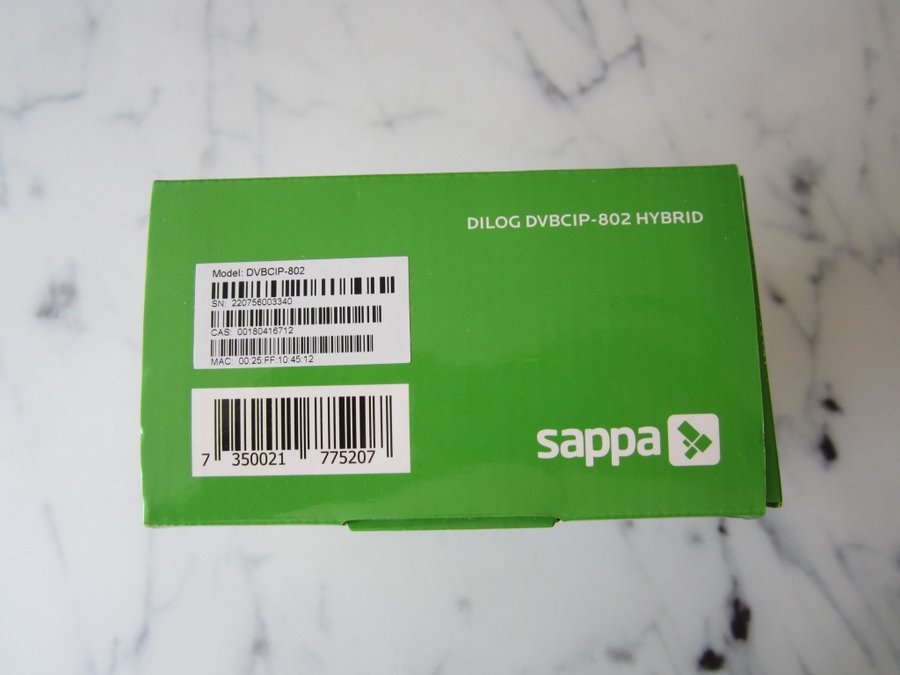 DILOG DVBCIP-802 HYBRID
Model: DVBCIP-802
SN: 220756003340
CAS: 00180416712
MAC: 00:25:FF:10:45:12
7 350021 775207
sappa